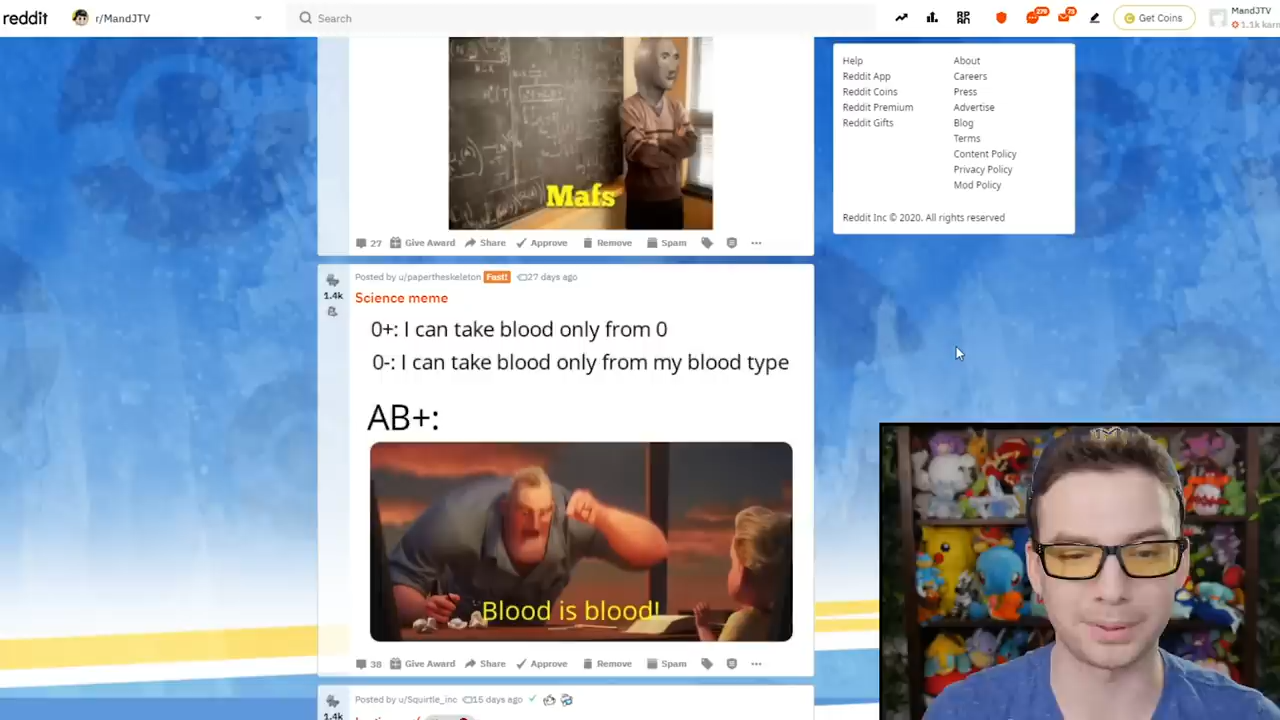 reddit
r/MandJTV
Search
279
73
Get Coins
MandJTV
Help
Reddit App
Reddit Coins
Reddit Premium
Reddit Gifts
About
Careers
Press
Advertise
Blog
Terms
Content Policy
Privacy Policy
Mod Policy
Reddit Inc © 2020. All rights reserved
Mafs
27 Give Award Share Approve Remove Spam
Posted by u/papertheskeleton Fast! 27 days ago
1.4k
Science meme
0+: I can take blood only from 0
0-: I can take blood only from my blood type
AB+:
Blood is blood!
38 Give Award Share Approve Remove Spam
Posted by u/Squirtle_inc 15 days ago
1.4k